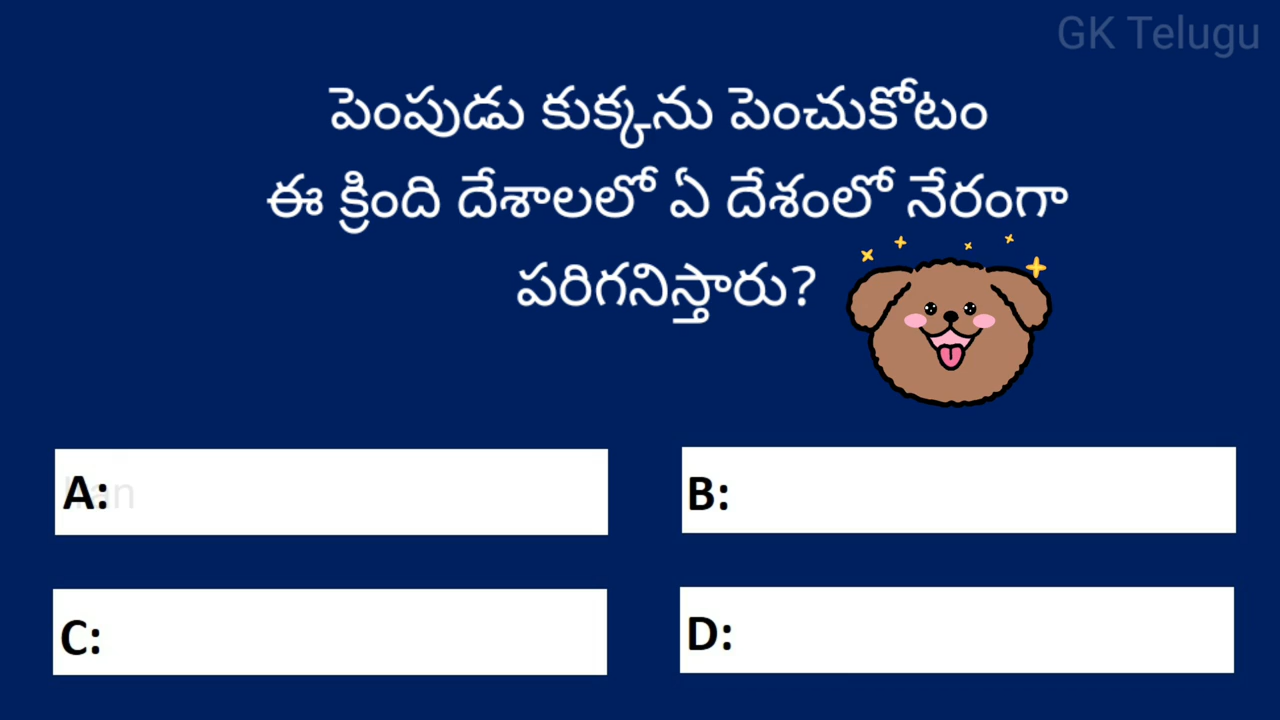 GK Telugu
పెంపుడు కుక్కను పెంచుకోటం
ఈ క్రింది దేశాలలో ఏ దేశంలో నేరంగా
పరిగనిస్తారు?
A:
B:
C:
D: